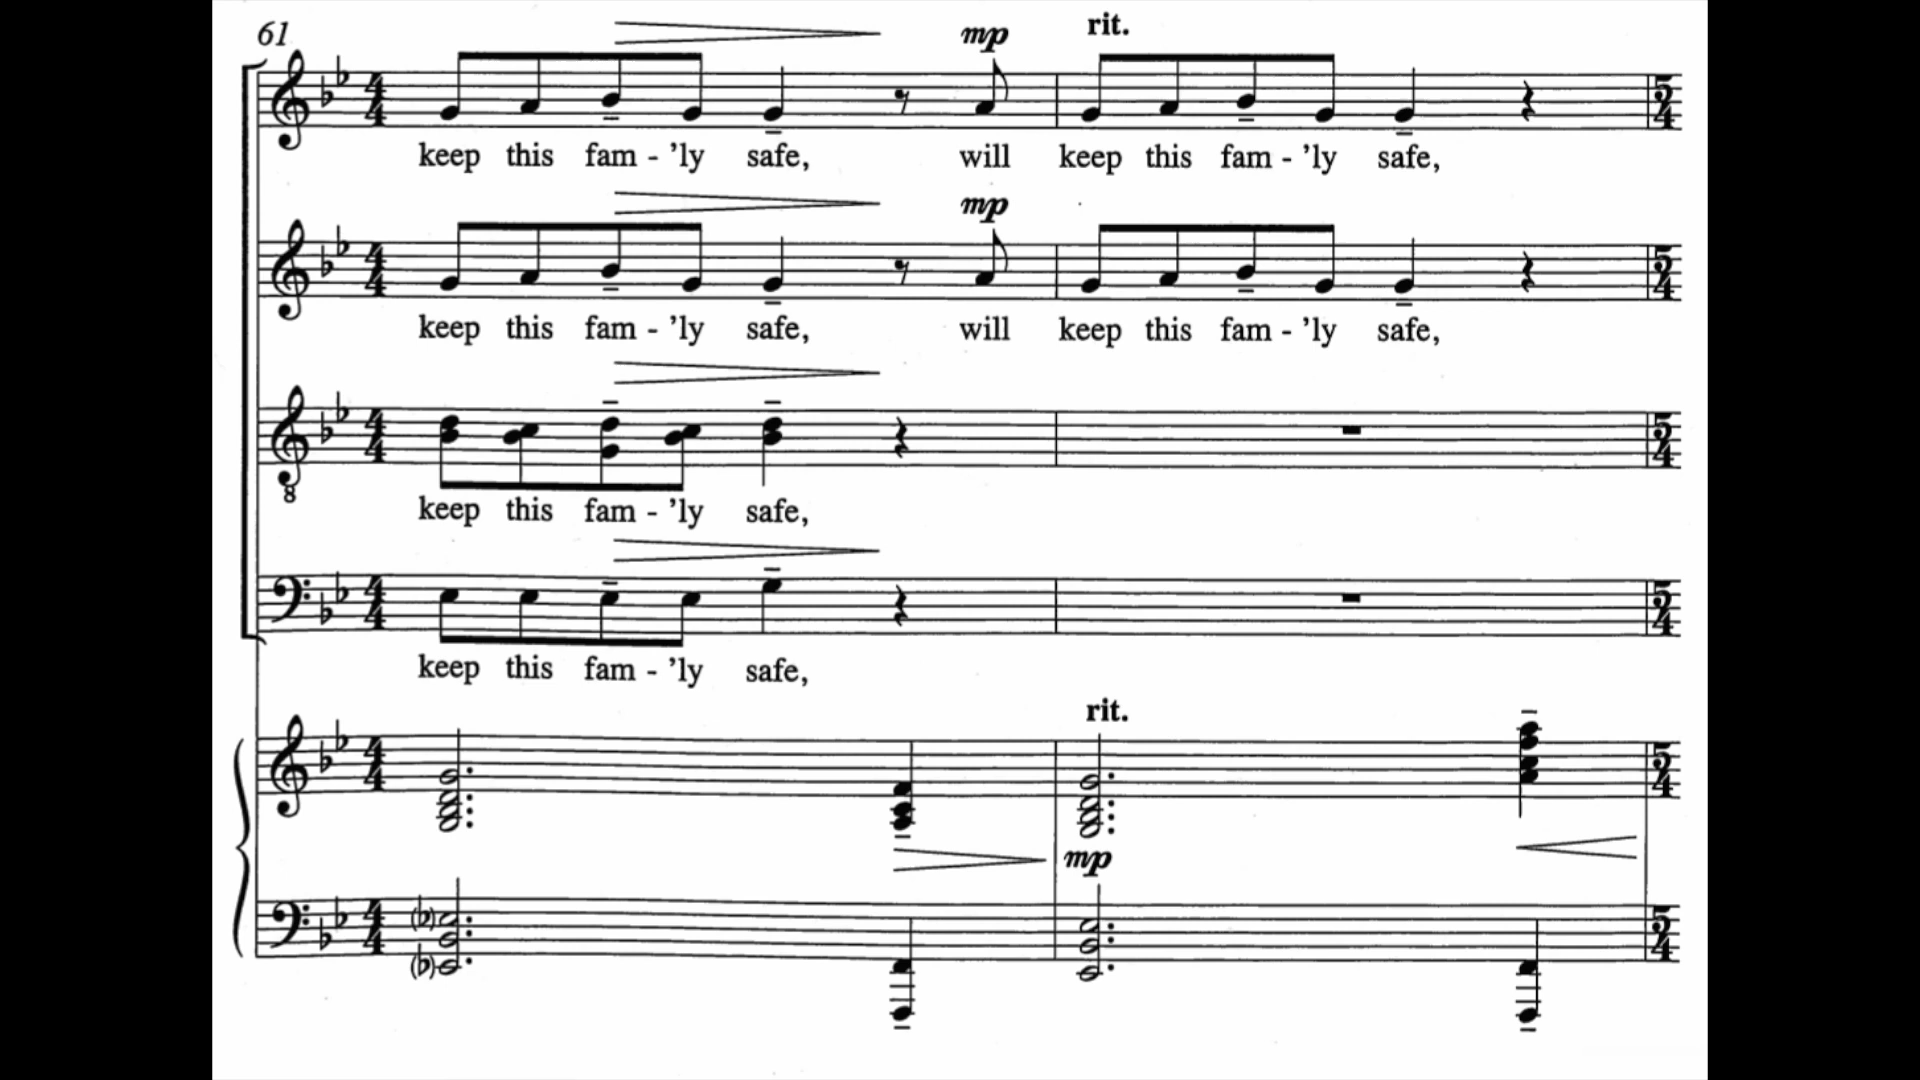 61
mp rit.
keep this fam - ’ly safe, will keep this fam - ’ly safe,
mp
keep this fam - ’ly safe, will keep this fam - ’ly safe,
8
keep this fam - ’ly safe,
keep this fam - ’ly safe,
rit.
mp